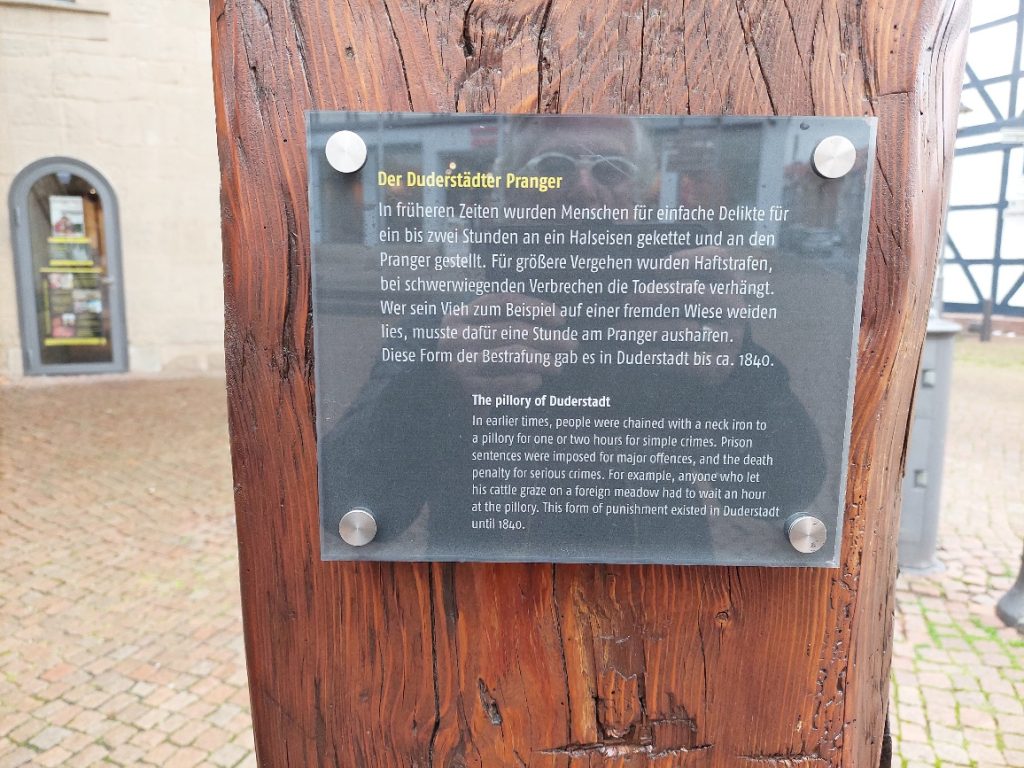 Der Duderstädter Pranger
In früheren Zeiten wurden Menschen für einfache Delikte für
ein bis zwei Stunden an ein Halseisen gekettet und an den
Pranger gestellt. Für größere Vergehen wurden Haftstrafen,
bei schwerwiegenden Verbrechen die Todesstrafe verhängt.
Wer sein Vieh zum Beispiel auf einer fremden Wiese weiden
lies, musste dafür eine Stunde am Pranger ausharren.
Diese Form der Bestrafung gab es in Duderstadt bis ca. 1840.
The pillory of Duderstadt
In earlier times, people were chained with a neck iron to
a pillory for one or two hours for simple crimes. Prison
sentences were imposed for major offences, and the death
penalty for serious crimes. For example, anyone who let
his cattle graze on a foreign meadow had to wait an hour
at the pillory. This form of punishment existed in Duderstadt
until 1840.